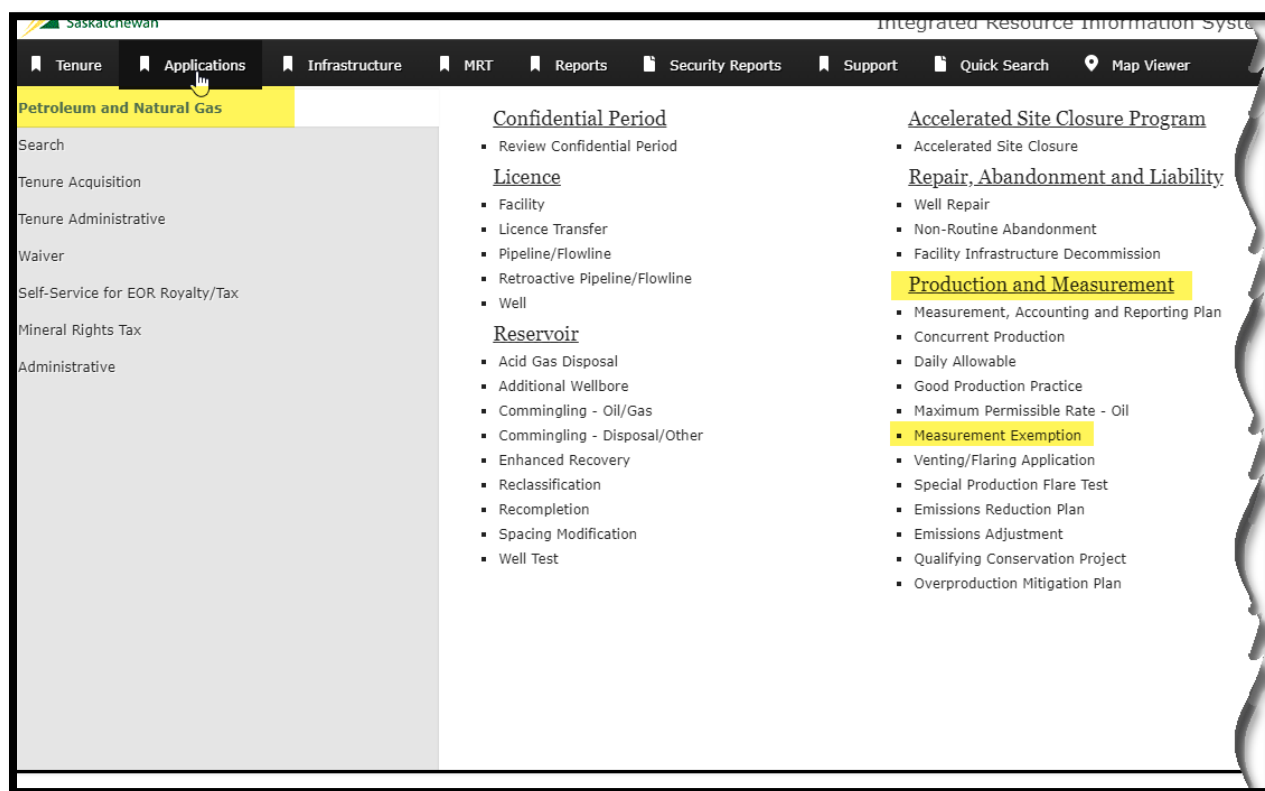 Saskatchewan
Integrated Resource Information Syste
Tenure Applications Infrastructure MRT Reports Security Reports Support Quick Search Map Viewer
Petroleum and Natural Gas
Search
Tenure Acquisition
Tenure Administrative
Waiver
Self-Service for EOR Royalty/Tax
Mineral Rights Tax
Administrative
Confidential Period
Review Confidential Period
Licence
Facility
Licence Transfer
Pipeline/Flowline
Retroactive Pipeline/Flowline
Well
Reservoir
Acid Gas Disposal
Additional Wellbore
Commingling - Oil/Gas
Commingling - Disposal/Other
Enhanced Recovery
Reclassification
Recompletion
Spacing Modification
Well Test
Accelerated Site Closure Program
Accelerated Site Closure
Repair, Abandonment and Liability
Well Repair
Non-Routine Abandonment
Facility Infrastructure Decommission
Production and Measurement
Measurement, Accounting and Reporting Plan
Concurrent Production
Daily Allowable
Good Production Practice
Maximum Permissible Rate - Oil
Measurement Exemption
Venting/Flaring Application
Special Production Flare Test
Emissions Reduction Plan
Emissions Adjustment
Qualifying Conservation Project
Overproduction Mitigation Plan